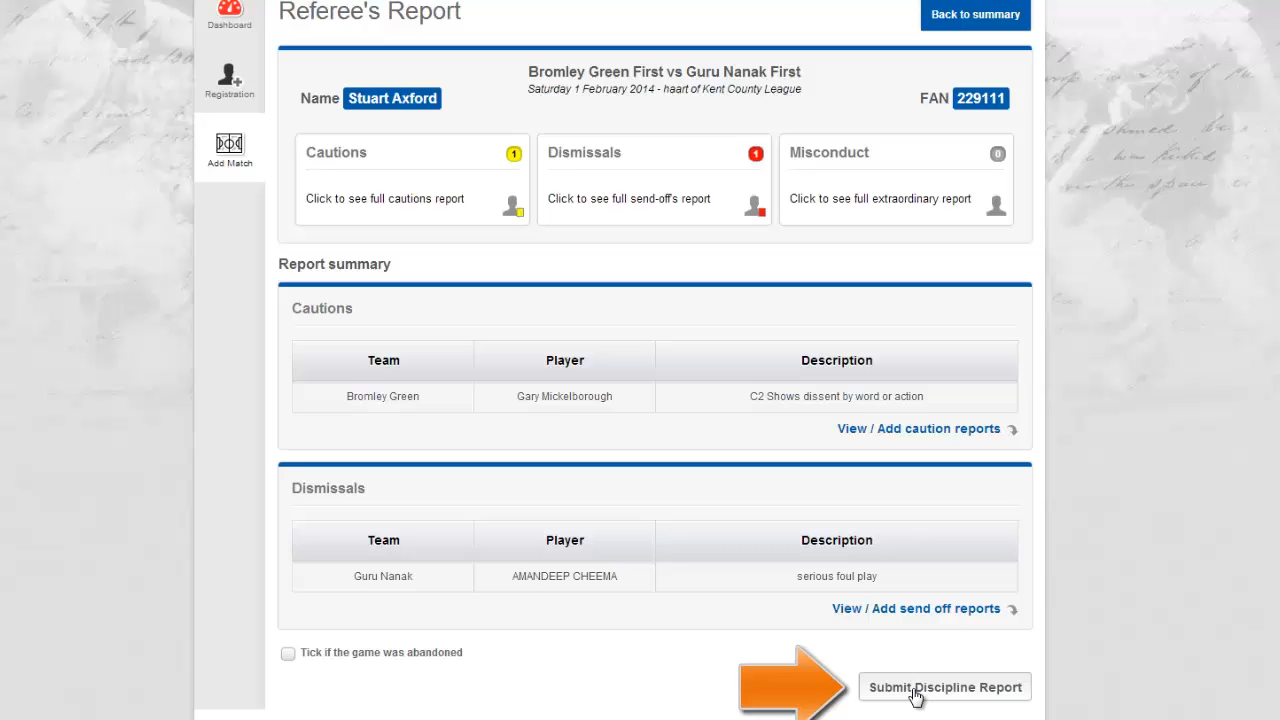 Dashboard
Registration
Add Match
Referee's Report
Back to summary
Bromley Green First vs Guru Nanak First
Saturday 1 February 2014 - haart of Kent County League
Name Stuart Axford
FAN 229111
Cautions 1
Click to see full cautions report
Dismissals 1
Click to see full send-off's report
Misconduct 0
Click to see full extraordinary report
Report summary
Cautions
Team Player Description
Bromley Green Gary Mickelborough C2 Shows dissent by word or action
View / Add caution reports
Dismissals
Team Player Description
Guru Nanak AMANDEEP CHEEMA serious foul play
View / Add send off reports
Tick if the game was abandoned
Submit Discipline Report